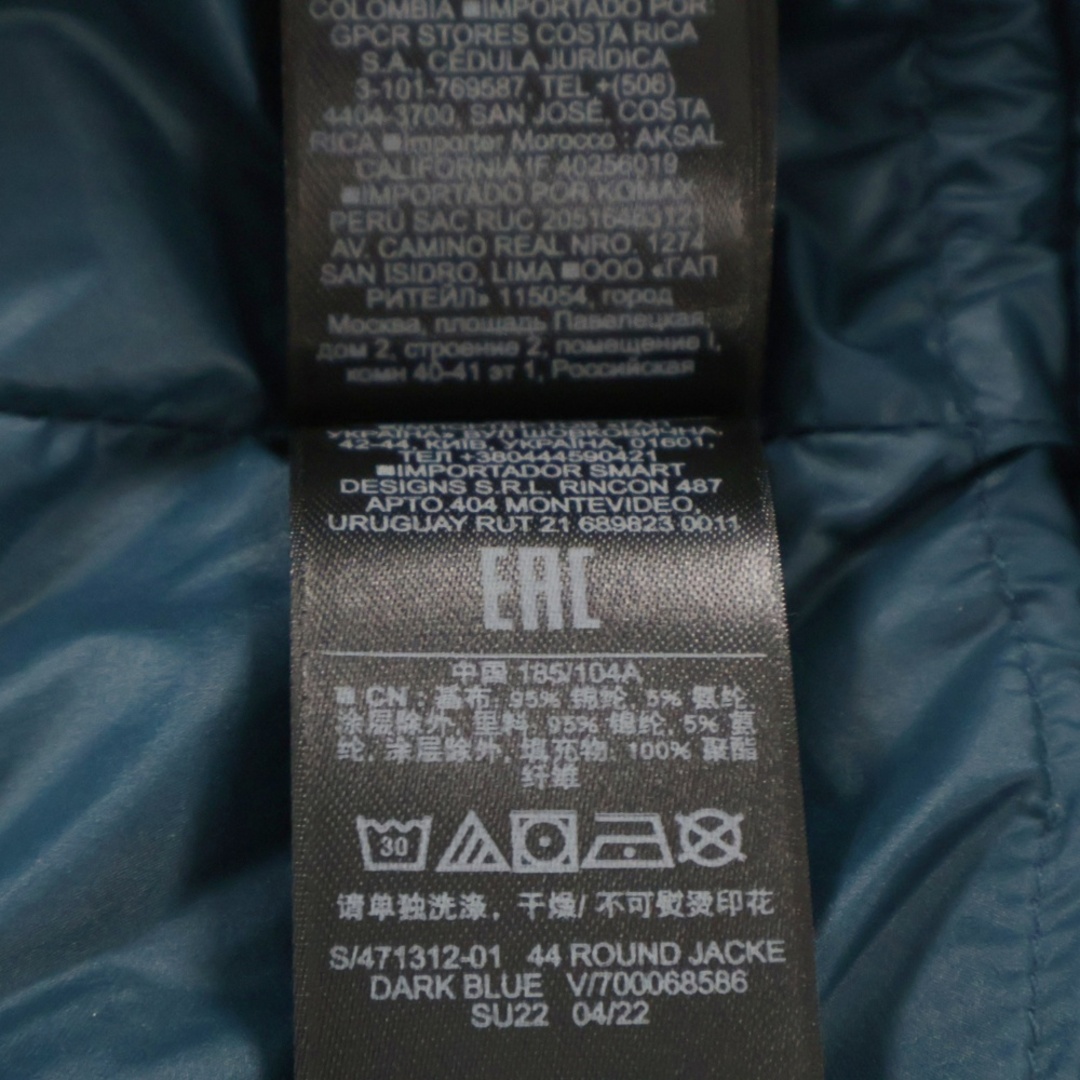 COLOMBIA ■IMPORTADO POR:
GPCR STORES COSTA RICA
S.A., CÉDULA JURÍDICA
3-101-769587, TEL +(506)
4404-3700, SAN JOSÉ, COSTA
RICA ■Importer Morocco : AKSAL
CALIFORNIA IF 40256019
■IMPORTADO POR KOMAX
PERÚ SAC RUC 20516463121
AV. CAMINO REAL NRO. 1274
SAN ISIDRO, LIMA ■ООО «ГАП
РИТЕЙЛ» 115054, город
Москва, площадь Павелецкая,
дом 2, строение 2, помещение I,
комн 40-41 эт 1, Российская
УКРАЇНА ВУЛ ШОВКОВИЧНА,
42-44, КИЇВ, УКРАЇНА, 01601,
ТЕЛ +380444590421
■IMPORTADOR SMART
DESIGNS S.R.L. RINCON 487
APTO.404 MONTEVIDEO,
URUGUAY RUT 21 689823 0011
EAC
中国 185/104A
■CN : 基布, 95% 锦纶, 5% 氨纶,
涂层除外, 里料, 95% 锦纶, 5% 氨
纶, 涂层除外, 填充物: 100% 聚酯
纤维
30
请单独洗涤, 干燥/ 不可熨烫印花
S/471312-01 44 ROUND JACKE
DARK BLUE V/700068586
SU22 04/22